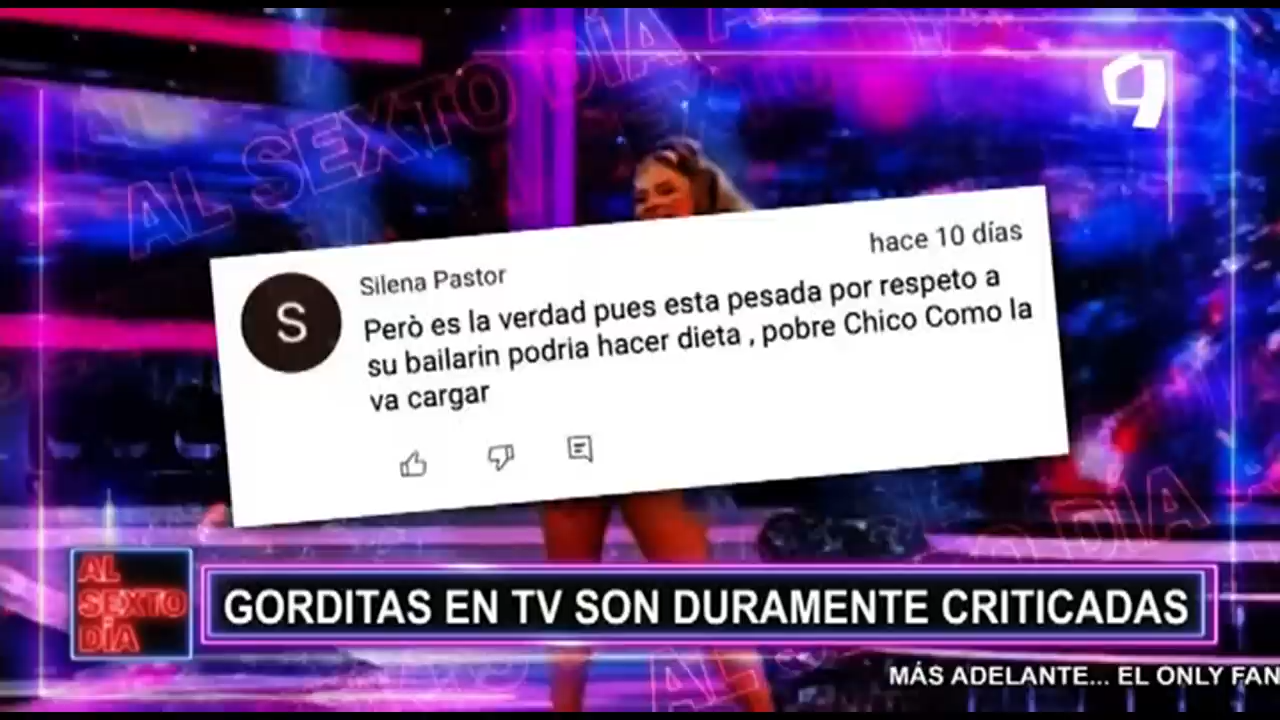 AL SEXTO DÍA
9
hace 10 días
S
Silena Pastor
Però es la verdad pues esta pesada por respeto a
su bailarin podria hacer dieta , pobre Chico Como la
va cargar
AL
SEXTO
DÍA
GORDITAS EN TV SON DURAMENTE CRITICADAS
MÁS ADELANTE... EL ONLY FAN